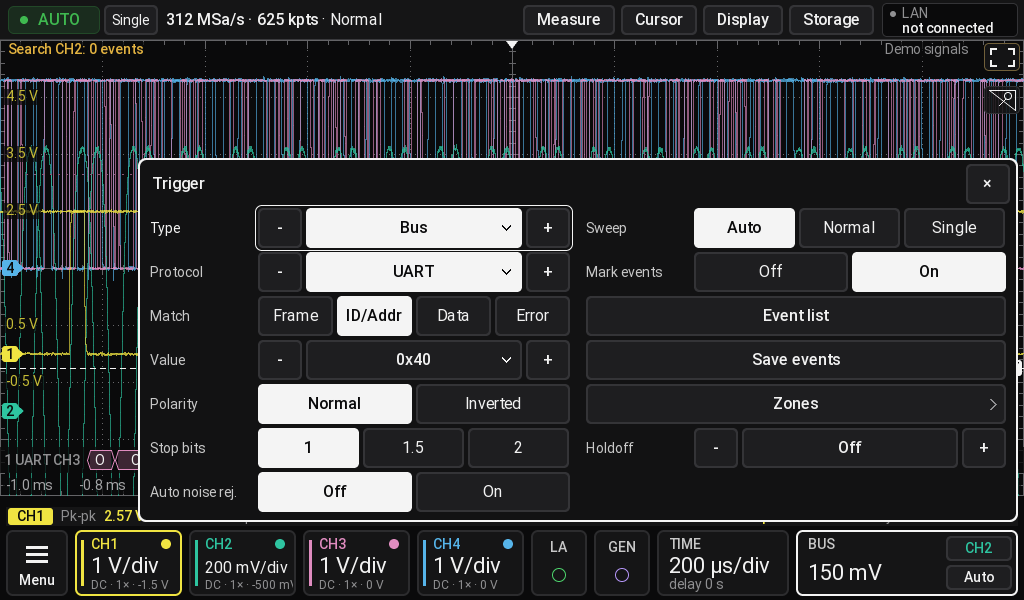 AUTO Single 312 MSa/s · 625 kpts · Normal Measure Cursor Display Storage LAN
not connected
Search CH2: 0 events Demo signals
4.5 V
3.5 V
Trigger ×
2.5 V
Type - Bus + Sweep Auto Normal Single
4 Protocol - UART + Mark events Off On
Match Frame ID/Addr Data Error Event list
0.5 V
1 Value - 0x40 + Save events
-0.5 V
2 Polarity Normal Inverted Zones
Stop bits 1 1.5 2 Holdoff - Off +
1 UART CH3 O
-1.0 ms -0.8 ms
Auto noise rej. Off On
CH1 Pk-pk 2.57
Menu
CH1
1 V/div
DC · 1× · -1.5 V
CH2
200 mV/div
DC · 1× · -500 mV
CH3
1 V/div
DC · 1× · 0 V
CH4
1 V/div
DC · 1× · 0 V
LA
GEN
TIME
200 µs/div
delay 0 s
BUS
150 mV
CH2
Auto